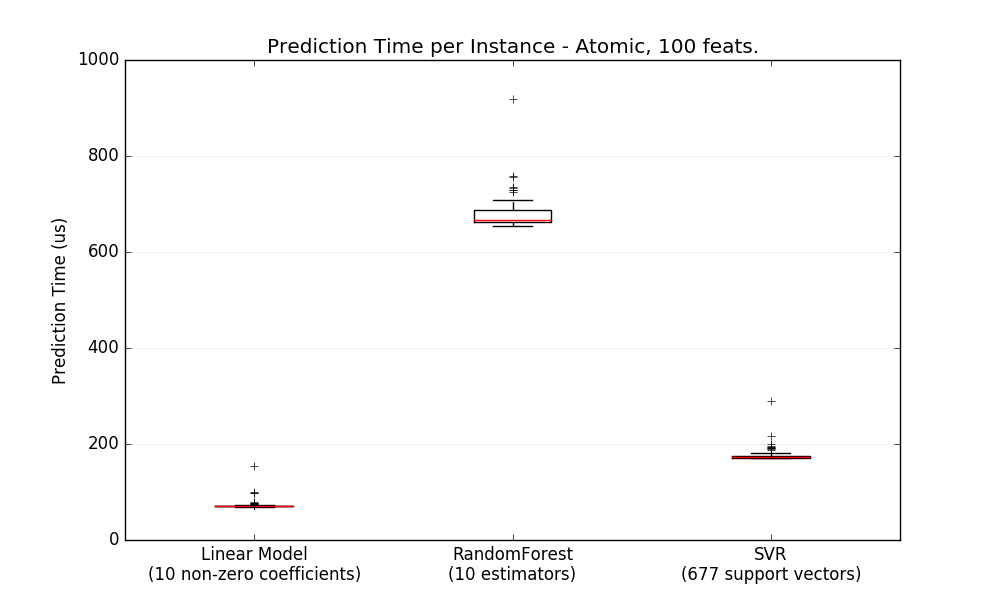 Prediction Time per Instance - Atomic, 100 feats.
1000
800
600
400
200
0
Prediction Time (us)
Linear Model
(10 non-zero coefficients)
RandomForest
(10 estimators)
SVR
(677 support vectors)